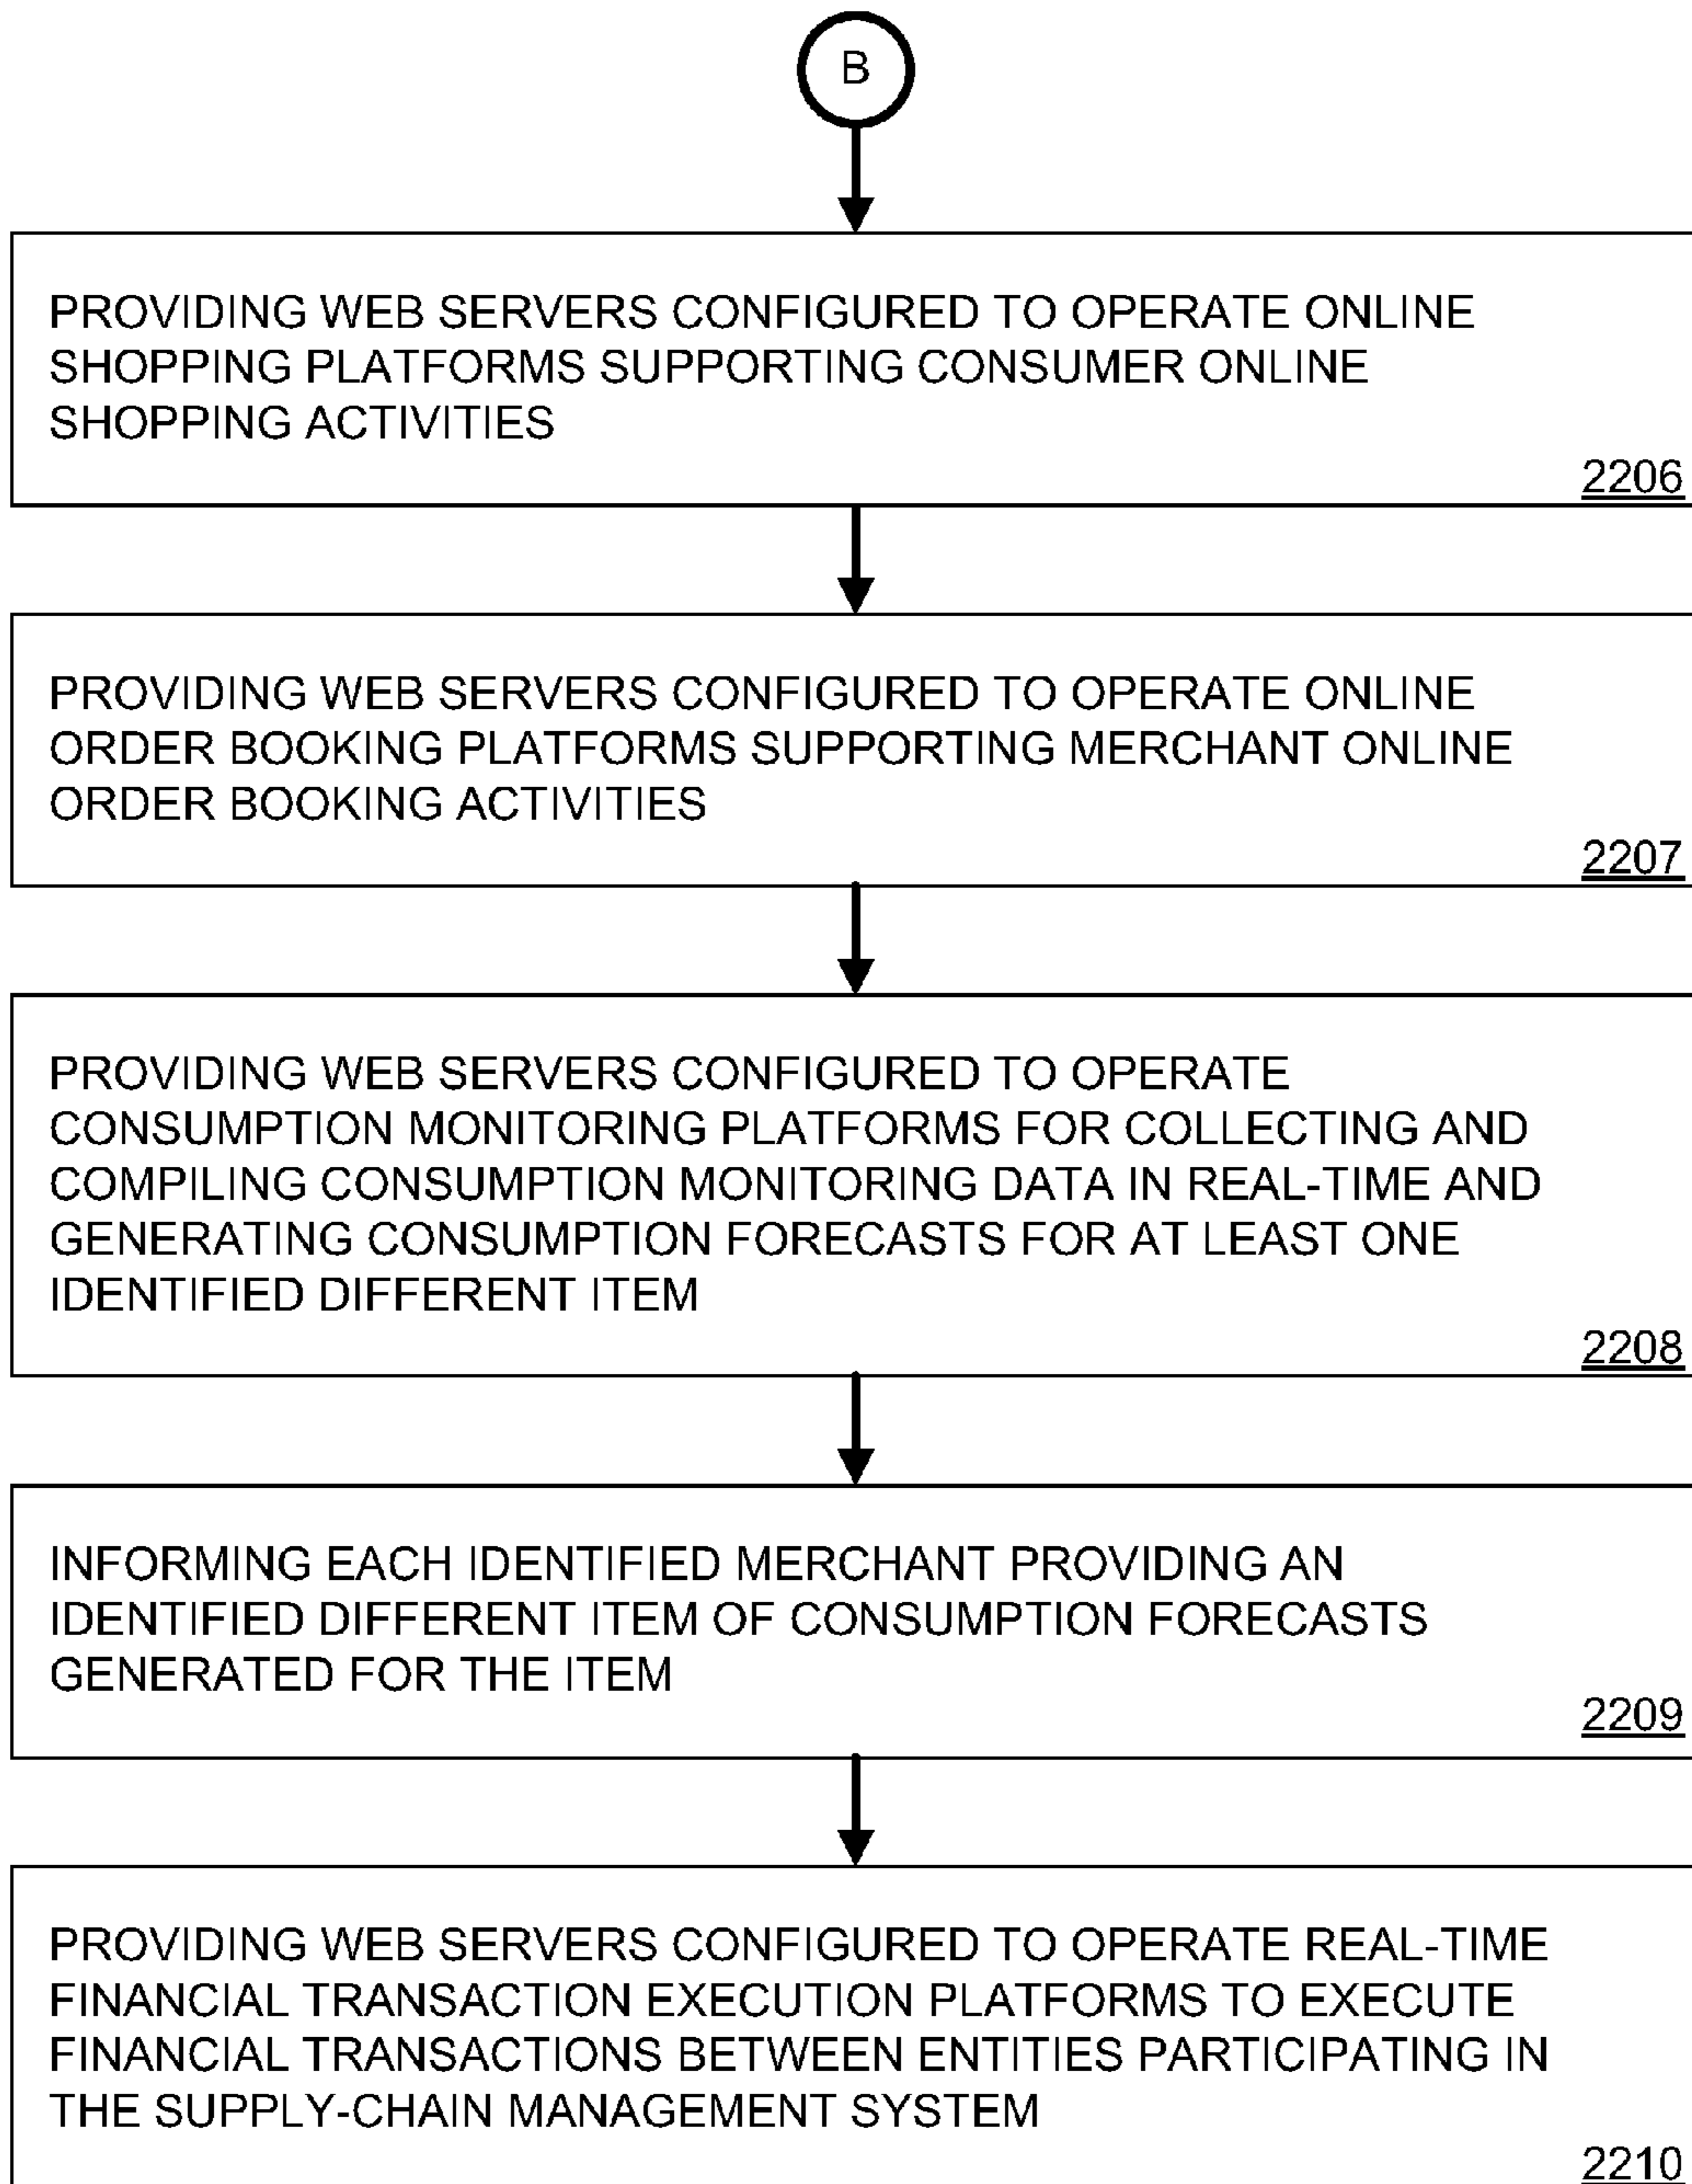 B
PROVIDING WEB SERVERS CONFIGURED TO OPERATE ONLINE
SHOPPING PLATFORMS SUPPORTING CONSUMER ONLINE
SHOPPING ACTIVITIES
2206
PROVIDING WEB SERVERS CONFIGURED TO OPERATE ONLINE
ORDER BOOKING PLATFORMS SUPPORTING MERCHANT ONLINE
ORDER BOOKING ACTIVITIES
2207
PROVIDING WEB SERVERS CONFIGURED TO OPERATE
CONSUMPTION MONITORING PLATFORMS FOR COLLECTING AND
COMPILING CONSUMPTION MONITORING DATA IN REAL-TIME AND
GENERATING CONSUMPTION FORECASTS FOR AT LEAST ONE
IDENTIFIED DIFFERENT ITEM
2208
INFORMING EACH IDENTIFIED MERCHANT PROVIDING AN
IDENTIFIED DIFFERENT ITEM OF CONSUMPTION FORECASTS
GENERATED FOR THE ITEM
2209
PROVIDING WEB SERVERS CONFIGURED TO OPERATE REAL-TIME
FINANCIAL TRANSACTION EXECUTION PLATFORMS TO EXECUTE
FINANCIAL TRANSACTIONS BETWEEN ENTITIES PARTICIPATING IN
THE SUPPLY-CHAIN MANAGEMENT SYSTEM
2210